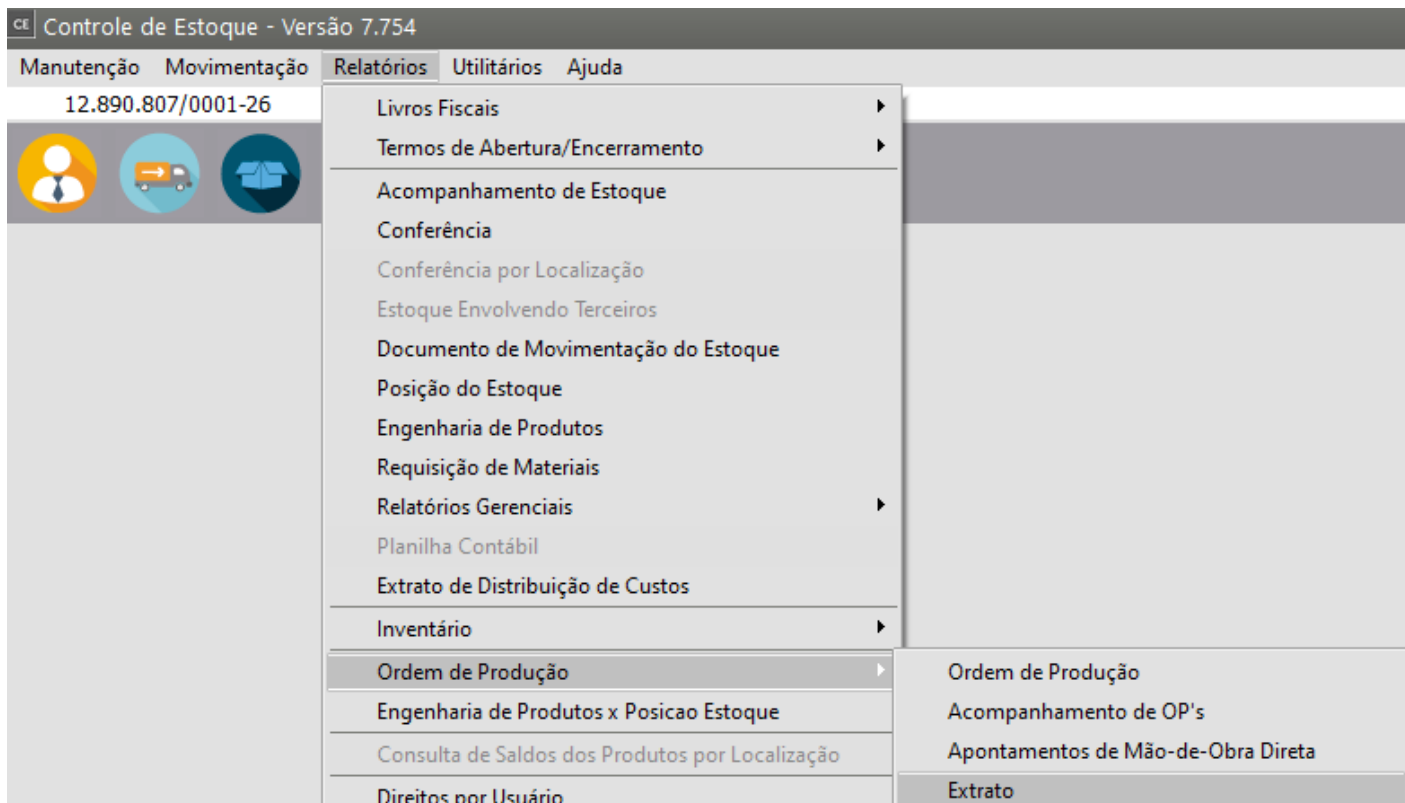 CE Controle de Estoque - Versão 7.754
Manutenção Movimentação Relatórios Utilitários Ajuda
12.890.807/0001-26
Livros Fiscais
Termos de Abertura/Encerramento
Acompanhamento de Estoque
Conferência
Conferência por Localização
Estoque Envolvendo Terceiros
Documento de Movimentação do Estoque
Posição do Estoque
Engenharia de Produtos
Requisição de Materiais
Relatórios Gerenciais
Planilha Contábil
Extrato de Distribuição de Custos
Inventário
Ordem de Produção
Engenharia de Produtos x Posicao Estoque
Consulta de Saldos dos Produtos por Localização
Direitos por Usuário
Ordem de Produção
Acompanhamento de OP's
Apontamentos de Mão-de-Obra Direta
Extrato